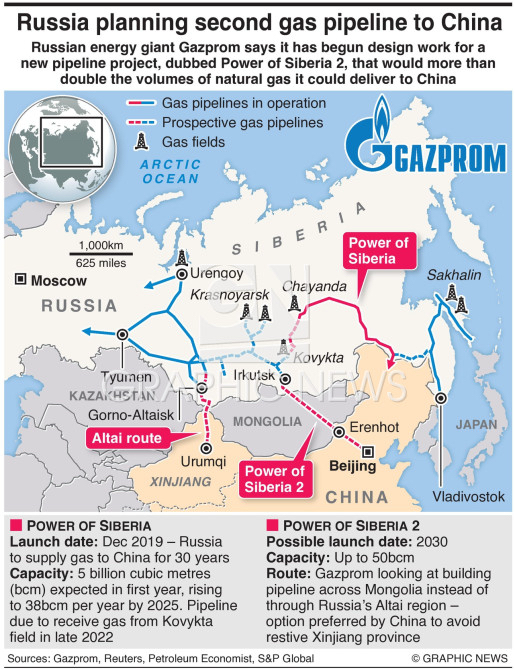 Russia planning second gas pipeline to China
Russian energy giant Gazprom says it has begun design work for a
new pipeline project, dubbed Power of Siberia 2, that would more than
double the volumes of natural gas it could deliver to China
Gas pipelines in operation
Prospective gas pipelines
Gas fields
GAZPROM
ARCTIC
OCEAN
SIBERIA
1,000km
625 miles
Power of
Siberia
Moscow
Urengoy
Sakhalin
Krasnoyarsk
Chayanda
RUSSIA
GN
Kovykta
Tyumen
Irkutsk
GRAPHIC NEWS
KAZAKHSTAN
Gorno-Altaisk
MONGOLIA
JAPAN
Altai route
Erenhot
Urumqi
Beijing
XINJIANG
Power of
Siberia 2
CHINA
Vladivostok
POWER OF SIBERIA
Launch date: Dec 2019 – Russia
to supply gas to China for 30 years
Capacity: 5 billion cubic metres
(bcm) expected in first year, rising
to 38bcm per year by 2025. Pipeline
due to receive gas from Kovykta
field in late 2022
POWER OF SIBERIA 2
Possible launch date: 2030
Capacity: Up to 50bcm
Route: Gazprom looking at building
pipeline across Mongolia instead of
through Russia's Altai region –
option preferred by China to avoid
restive Xinjiang province
Sources: Gazprom, Reuters, Petroleum Economist, S&P Global
© GRAPHIC NEWS